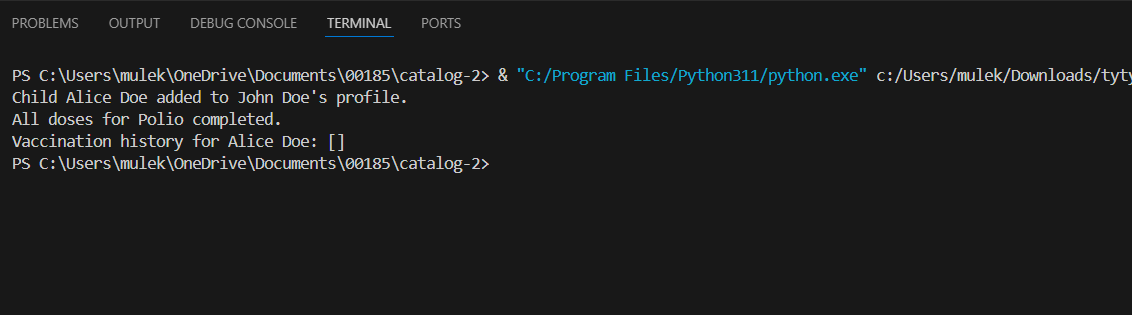 PROBLEMS OUTPUT DEBUG CONSOLE TERMINAL PORTS
PS C:\Users\mulek\OneDrive\Documents\00185\catalog-2> & "C:/Program Files/Python311/python.exe" c:/Users/mulek/Downloads/tyty
Child Alice Doe added to John Doe's profile.
All doses for Polio completed.
Vaccination history for Alice Doe: []
PS C:\Users\mulek\OneDrive\Documents\00185\catalog-2>